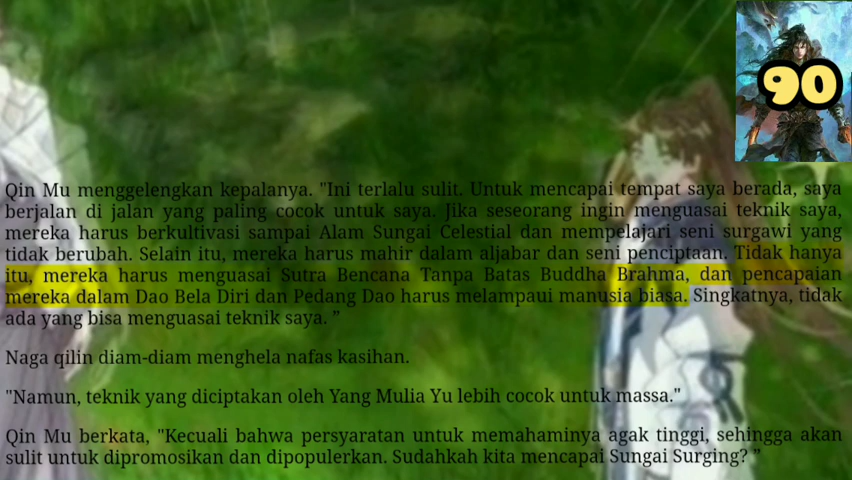 90
Qin Mu menggelengkan kepalanya. "Ini terlalu sulit. Untuk mencapai tempat saya berada, saya
berjalan di jalan yang paling cocok untuk saya. Jika seseorang ingin menguasai teknik saya,
mereka harus berkultivasi sampai Alam Sungai Celestial dan mempelajari seni surgawi yang
tidak berubah. Selain itu, mereka harus mahir dalam aljabar dan seni penciptaan. Tidak hanya
itu, mereka harus menguasai Sutra Bencana Tanpa Batas Buddha Brahma, dan pencapaian
mereka dalam Dao Bela Diri dan Pedang Dao harus melampaui manusia biasa. Singkatnya, tidak
ada yang bisa menguasai teknik saya. ”
Naga qilin diam-diam menghela nafas kasihan.
"Namun, teknik yang diciptakan oleh Yang Mulia Yu lebih cocok untuk massa."
Qin Mu berkata, "Kecuali bahwa persyaratan untuk memahaminya agak tinggi, sehingga akan
sulit untuk dipromosikan dan dipopulerkan. Sudahkah kita mencapai Sungai Surging? ”